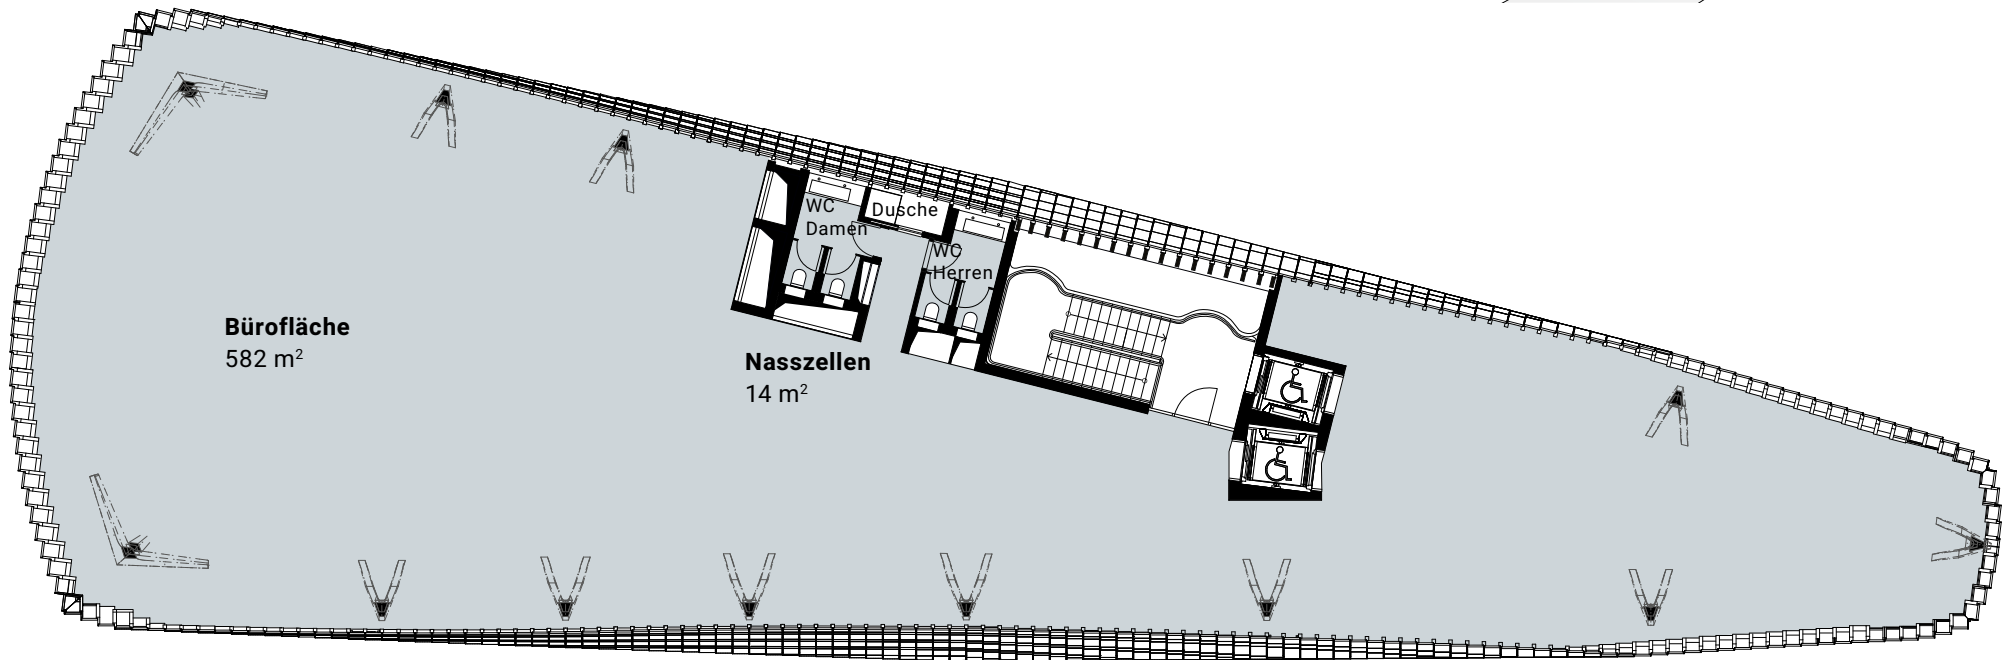 WC
Damen
Dusche
WC
Herren
Bürofläche
582 m²
Nasszellen
14 m²